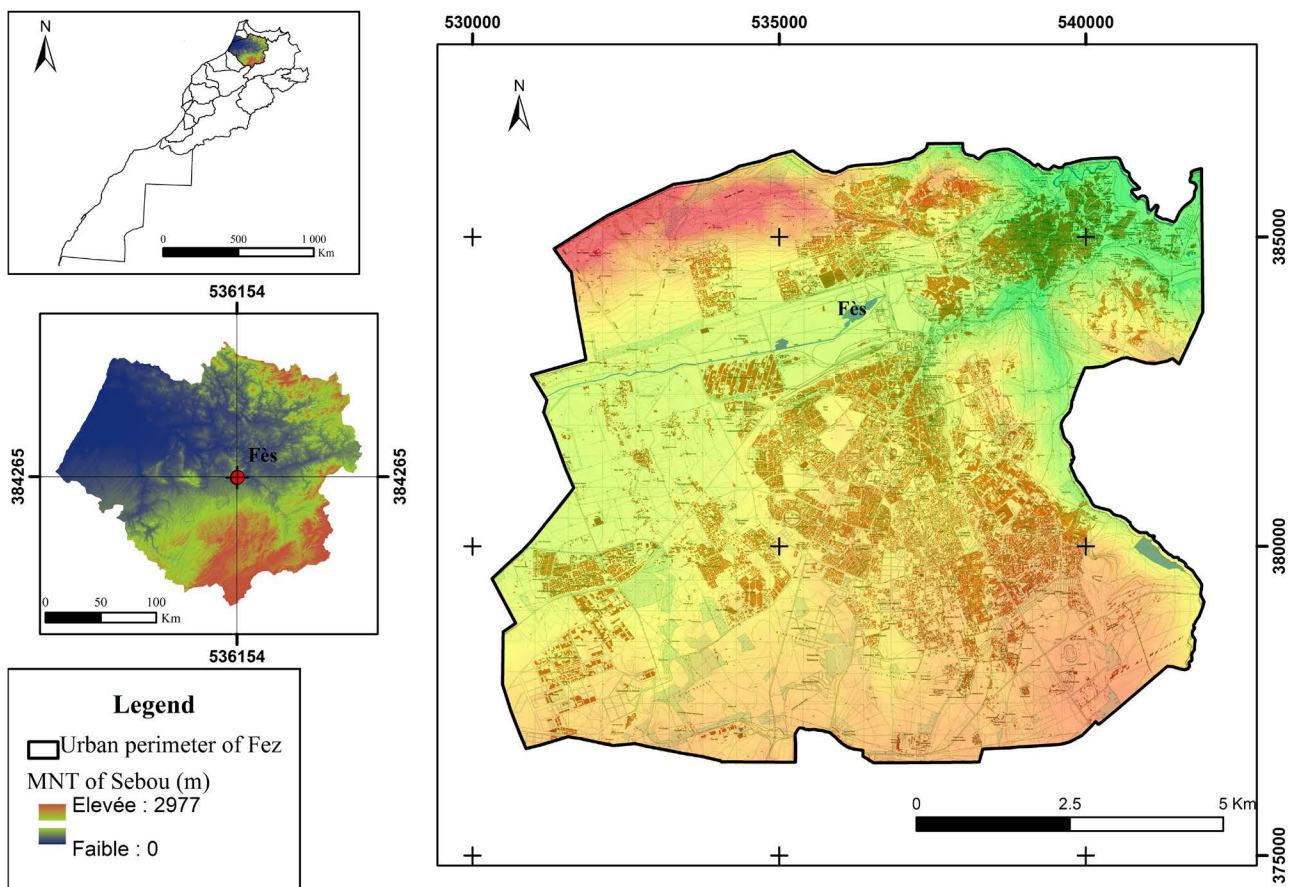 N
0 500 1 000
Km
536154
384265
Fès
384265
0 50 100
Km
536154
Legend
Urban perimeter of Fez
MNT of Sebou (m)
Elevée : 2977
Faible : 0
530000 535000 540000
N
385000
Fès
380000
0 2.5 5 Km
375000